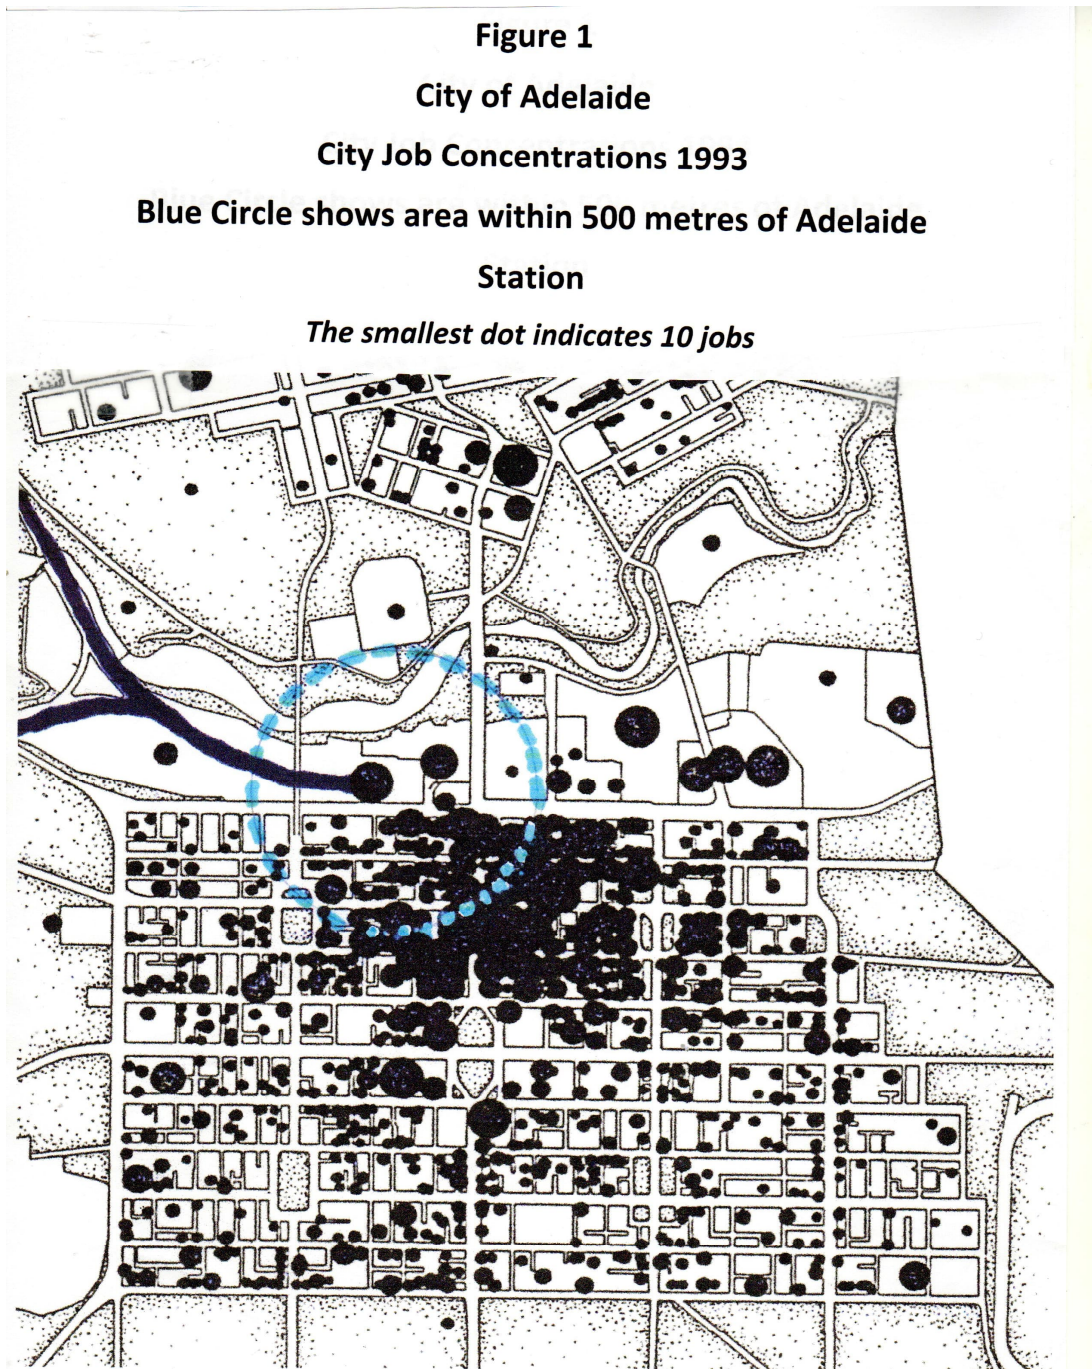 Figure 1
City of Adelaide
City Job Concentrations 1993
Blue Circle shows area within 500 metres of Adelaide
Station
The smallest dot indicates 10 jobs